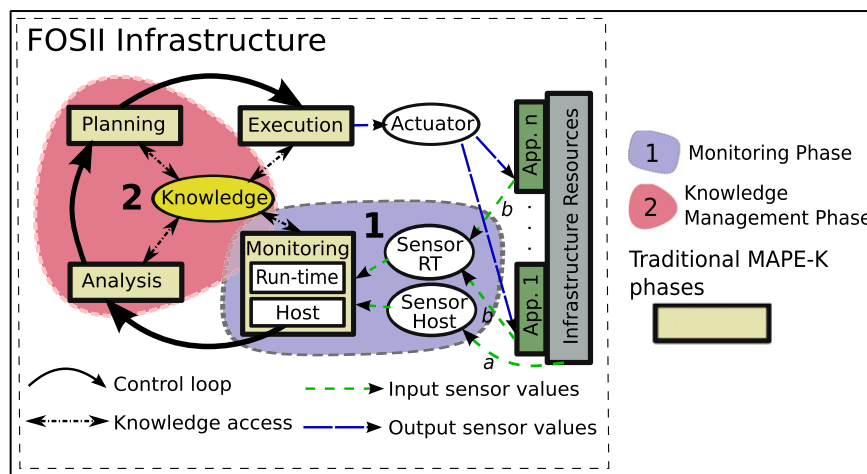 FOSII Infrastructure
Planning
Execution
Actuator
App. n
Infrastructure Resources
2
Knowledge
b
. . .
1
Monitoring
Sensor
RT
Analysis
Run-time
Host
Sensor
Host
b
App. 1
a
Control loop
Input sensor values
Knowledge access
Output sensor values
1
Monitoring Phase
2
Knowledge
Management Phase
Traditional MAPE-K
phases